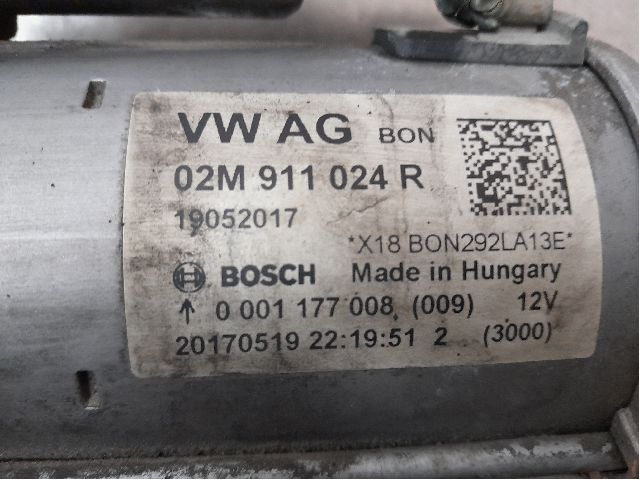 VW AG BON
02M 911 024 R
19052017
*X18 BON292LA13E*
BOSCH Made in Hungary
↑ 0 001 177 008 (009) 12V
20170519 22:19:51 2 (3000)